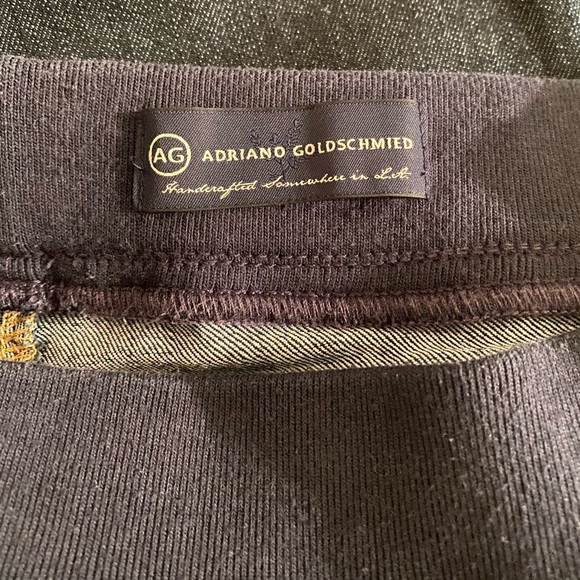 AG ADRIANO GOLDSCHMIED
Handcrafted Somewhere in L.A.